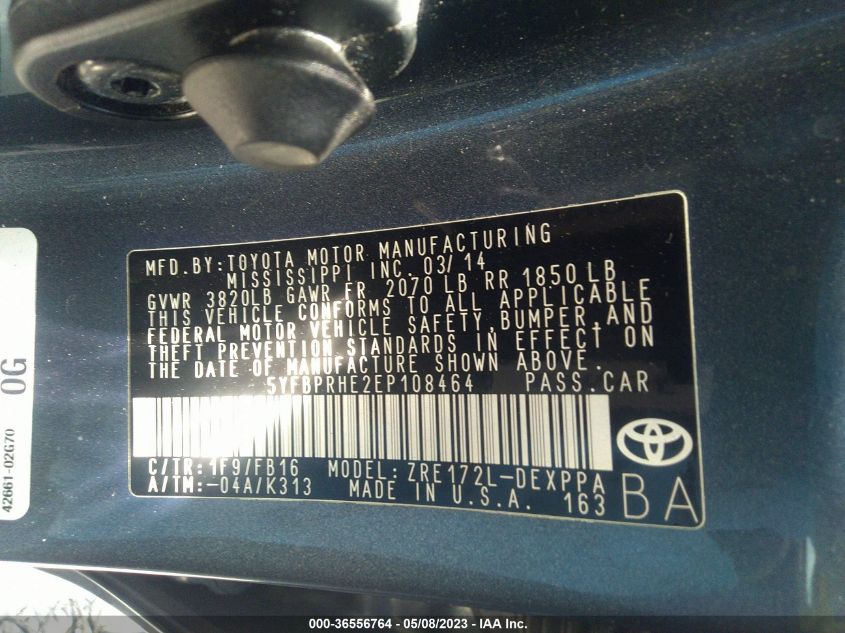 MFD.BY:TOYOTA MOTOR MANUFACTURING
MISSISSIPPI INC. 03/14
GVWR 3820LB GAWR FR 2070 LB RR 1850 LB
THIS VEHICLE CONFORMS TO ALL APPLICABLE
FEDERAL MOTOR VEHICLE SAFETY,BUMPER,AND
THEFT PREVENTION STANDARDS IN EFFECT ON
THE DATE OF MANUFACTURE SHOWN ABOVE.
5YFBPRHE2EP108464 PASS.CAR
C/TR:1F9/FB16 MODEL:ZRE172L-DEXPPA
A/TM:-04A/K313 MADE IN U.S.A. 163
BA
0G
42661-02G70
000-36556764 - 05/08/2023 - IAA Inc.